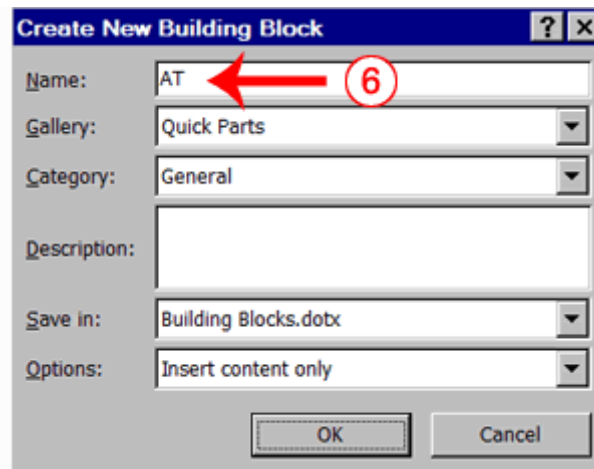 Create New Building Block ? ×
Name: AT 6
Gallery: Quick Parts
Category: General
Description:
Save in: Building Blocks.dotx
Options: Insert content only
OK Cancel